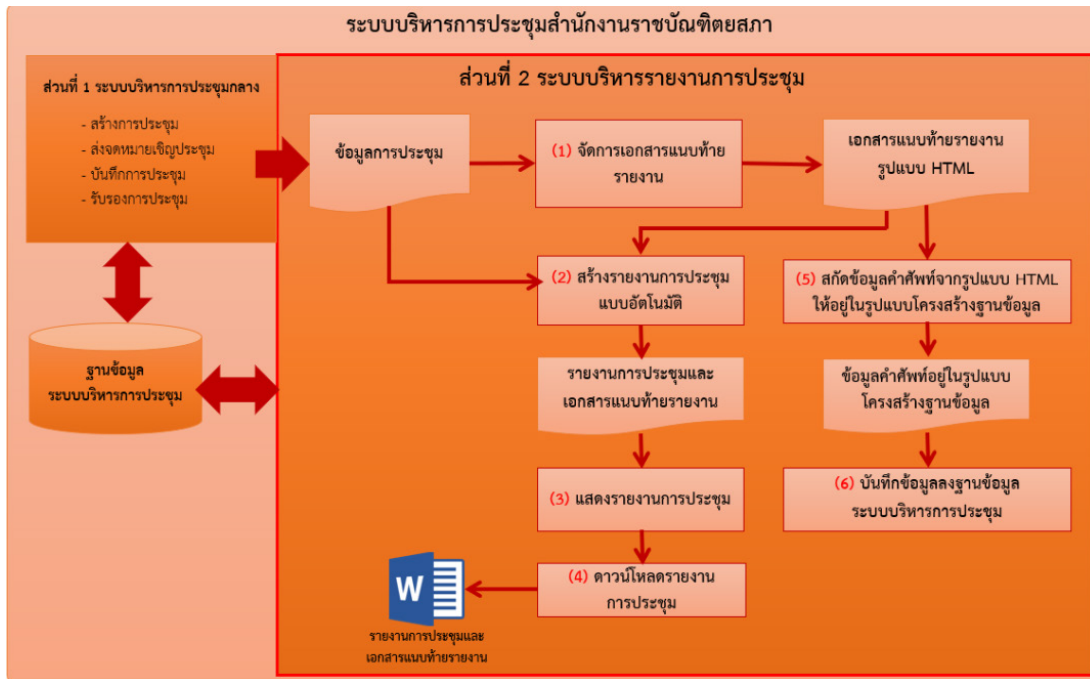 ระบบบริหารการประชุมสำนักงานราชบัณฑิตยสภา
ส่วนที่ 1 ระบบบริหารการประชุมกลาง
- สร้างการประชุม
- ส่งจดหมายเชิญประชุม
- บันทึกการประชุม
- รับรองการประชุม
ฐานข้อมูล
ระบบบริหารการประชุม
ส่วนที่ 2 ระบบบริหารรายงานการประชุม
ข้อมูลการประชุม
(1) จัดการเอกสารแนบท้าย
รายงาน
เอกสารแนบท้ายรายงาน
รูปแบบ HTML
(2) สร้างรายงานการประชุม
แบบอัตโนมัติ
(5) สกัดข้อมูลคำศัพท์จากรูปแบบ HTML
ให้อยู่ในรูปแบบโครงสร้างฐานข้อมูล
รายงานการประชุมและ
เอกสารแนบท้ายรายงาน
ข้อมูลคำศัพท์อยู่ในรูปแบบ
โครงสร้างฐานข้อมูล
(3) แสดงรายงานการประชุม
(6) บันทึกข้อมูลลงฐานข้อมูล
ระบบบริหารการประชุม
(4) ดาวน์โหลดรายงาน
การประชุม
W
รายงานการประชุมและ
เอกสารแนบท้ายรายงาน